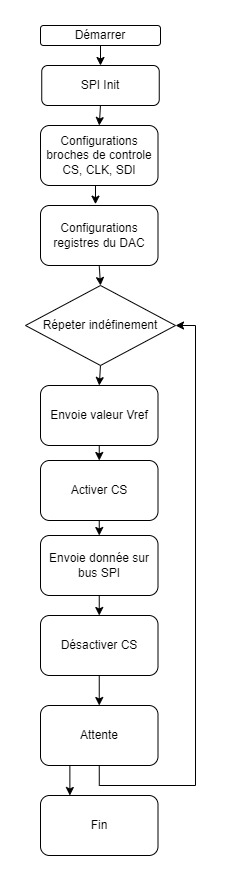 Démarrer
SPI Init
Configurations
broches de controle
CS, CLK, SDI
Configurations
registres du DAC
Répeter indéfinement
Envoie valeur Vref
Activer CS
Envoie donnée sur
bus SPI
Désactiver CS
Attente
Fin